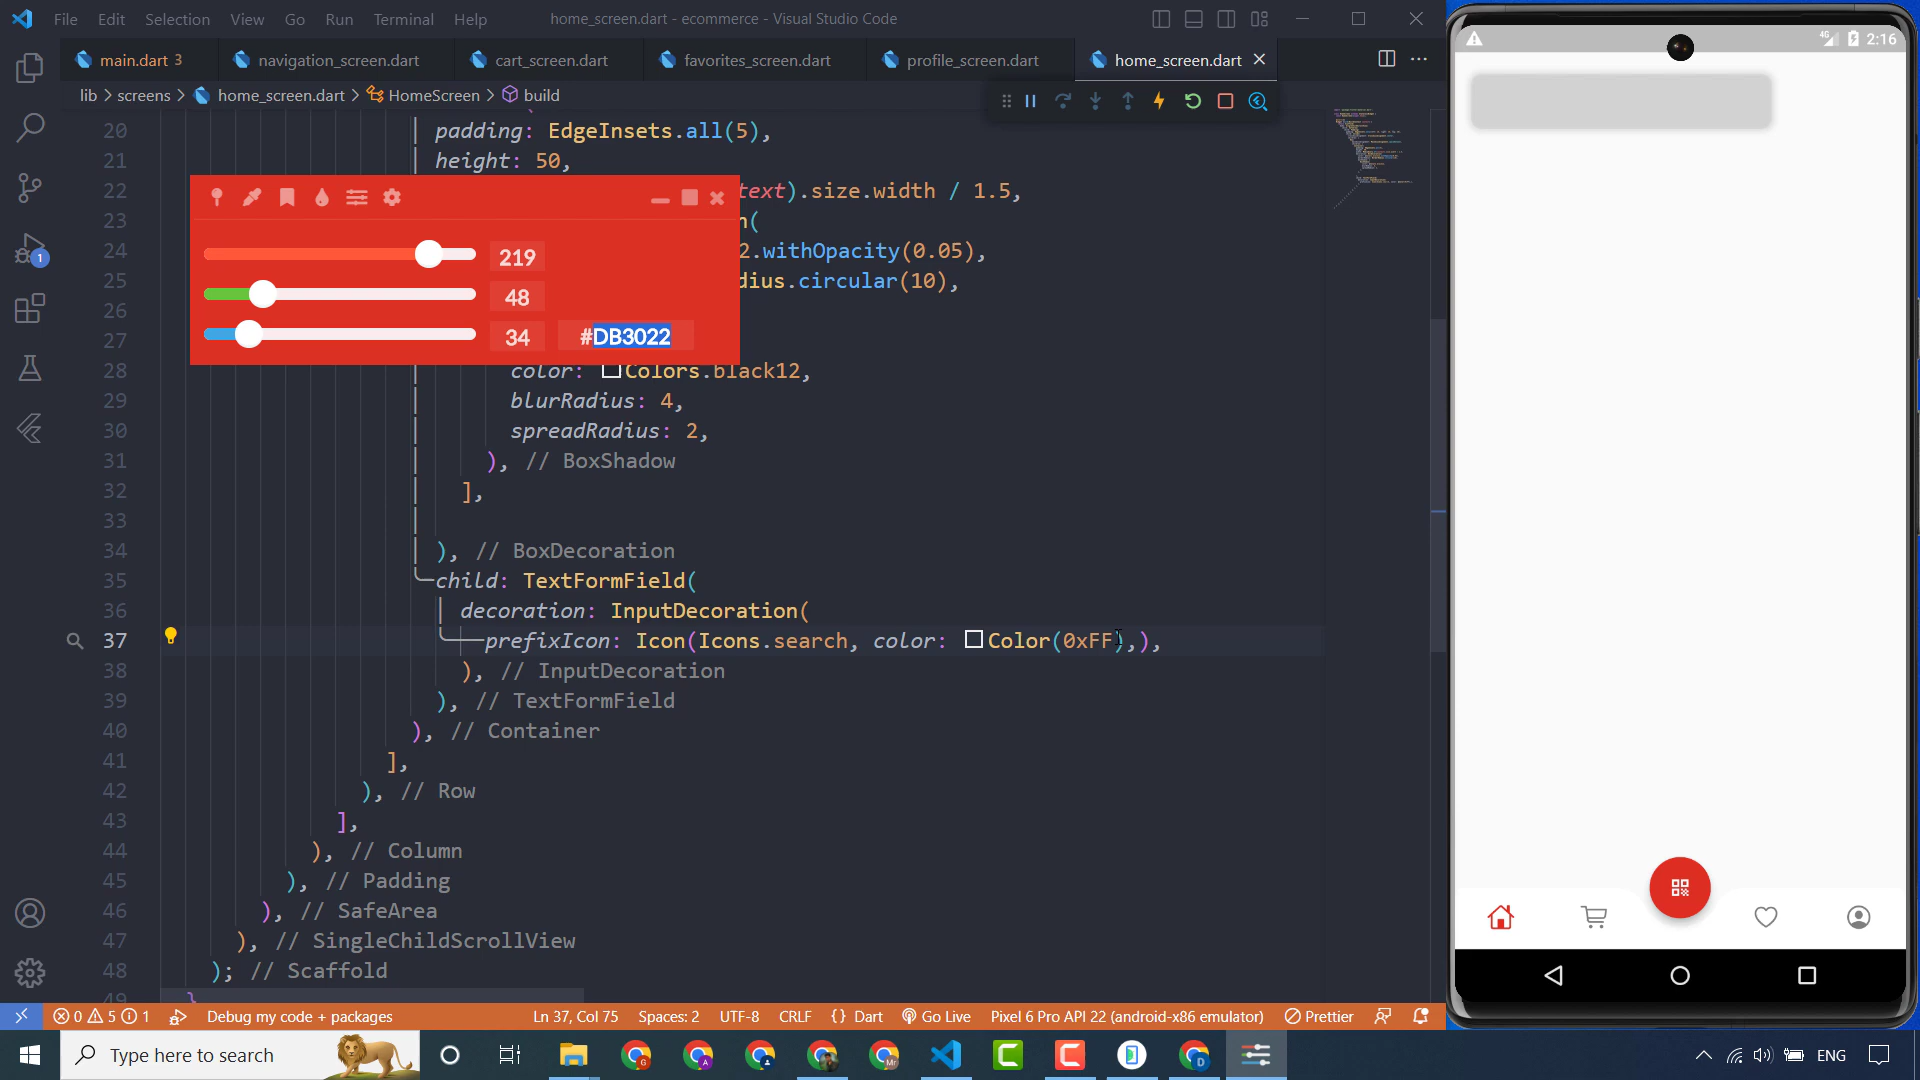 File Edit Selection View Go Run Terminal Help home_screen.dart - ecommerce - Visual Studio Code
main.dart 3 navigation_screen.dart cart_screen.dart favorites_screen.dart profile_screen.dart home_screen.dart
lib > screens > home_screen.dart > HomeScreen > build
20 padding: EdgeInsets.all(5),
21 height: 50,
22 text).size.width / 1.5,
23 n(
24 2.withOpacity(0.05),
25 dius.circular(10),
26
27
28 color: Colors.black12,
29 blurRadius: 4,
30 spreadRadius: 2,
31 ), // BoxShadow
32 ],
33
34 ), // BoxDecoration
35 child: TextFormField(
36 decoration: InputDecoration(
37 prefixIcon: Icon(Icons.search, color: Color(0xFF),),
38 ), // InputDecoration
39 ), // TextFormField
40 ), // Container
41 ],
42 ), // Row
43 ],
44 ), // Column
45 ), // Padding
46 ), // SafeArea
47 ), // SingleChildScrollView
48 ); // Scaffold
49 }
219
48
34 #DB3022
1
4G 2:16
0 5 1 Debug my code + packages Ln 37, Col 75 Spaces: 2 UTF-8 CRLF {} Dart Go Live Pixel 6 Pro API 22 (android-x86 emulator) Prettier
Type here to search ENG